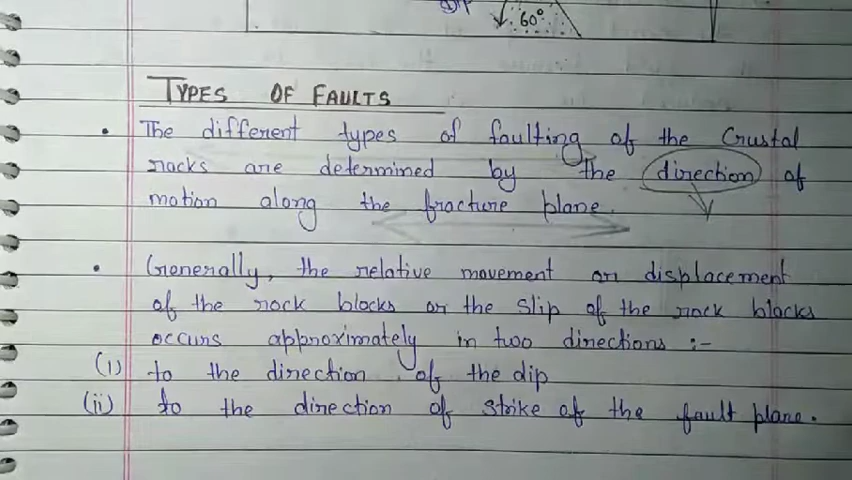 60°
TYPES OF FAULTS
• The different types of faulting of the Crustal
rocks are determined by the direction of
motion along the fracture plane.
• Generally, the relative movement or displacement
of the rock blocks or the slip of the rock blocks
occurs approximately in two directions :-
(i) to the direction of the dip
(ii) to the direction of strike of the fault plane.